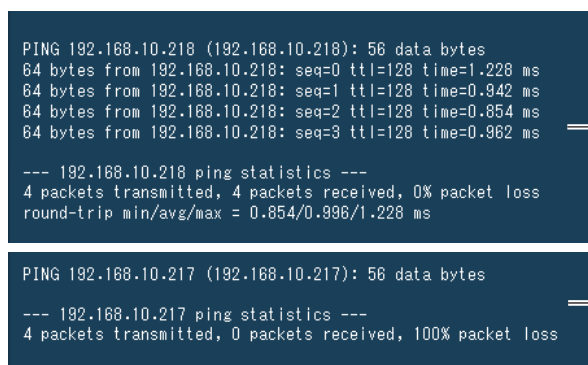 PING 192.168.10.218 (192.168.10.218): 56 data bytes
64 bytes from 192.168.10.218: seq=0 ttl=128 time=1.228 ms
64 bytes from 192.168.10.218: seq=1 ttl=128 time=0.942 ms
64 bytes from 192.168.10.218: seq=2 ttl=128 time=0.854 ms
64 bytes from 192.168.10.218: seq=3 ttl=128 time=0.962 ms
--- 192.168.10.218 ping statistics ---
4 packets transmitted, 4 packets received, 0% packet loss
round-trip min/avg/max = 0.854/0.996/1.228 ms
PING 192.168.10.217 (192.168.10.217): 56 data bytes
--- 192.168.10.217 ping statistics ---
4 packets transmitted, 0 packets received, 100% packet loss